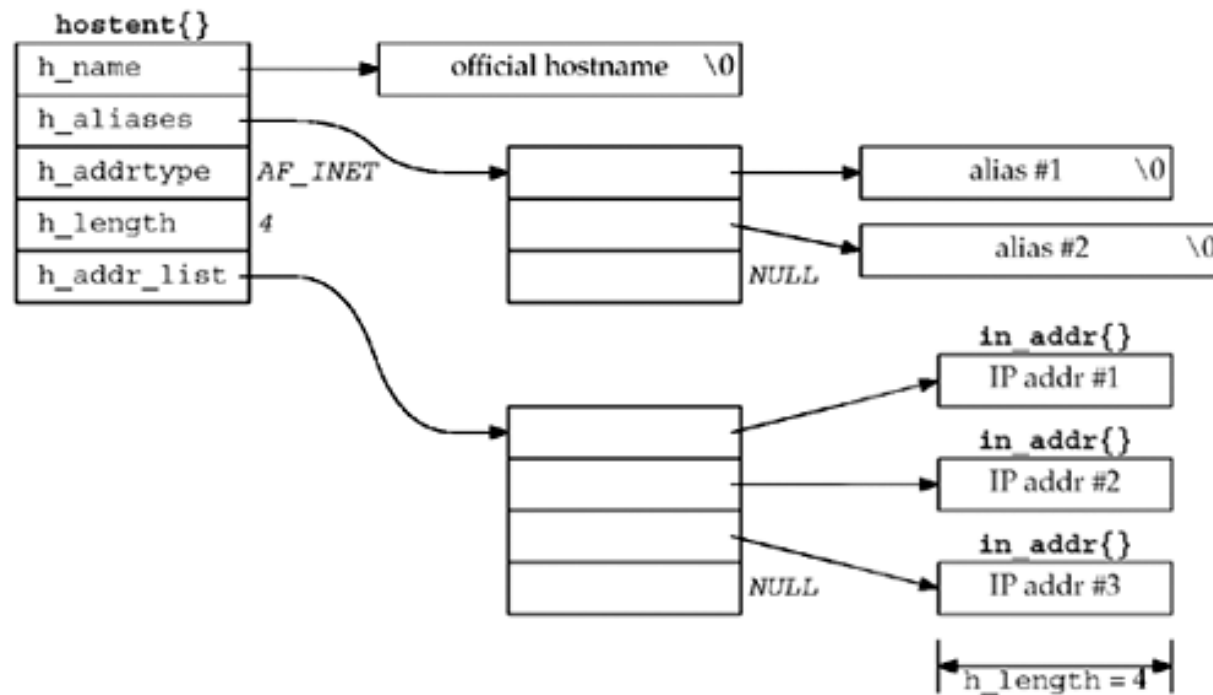 hostent{}
h_name
official hostname \0
h_aliases
h_addrtype AF_INET
alias #1 \0
h_length 4
alias #2 \0
h_addr_list
NULL
in_addr{}
IP addr #1
in_addr{}
IP addr #2
in_addr{}
IP addr #3
NULL
h_length = 4